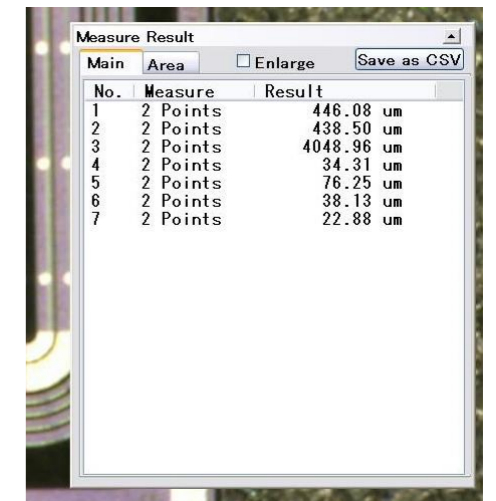 Measure Result
Main Area Enlarge Save as CSV
No. Measure Result
1 2 Points 446.08 um
2 2 Points 438.50 um
3 2 Points 4048.96 um
4 2 Points 34.31 um
5 2 Points 76.25 um
6 2 Points 38.13 um
7 2 Points 22.88 um